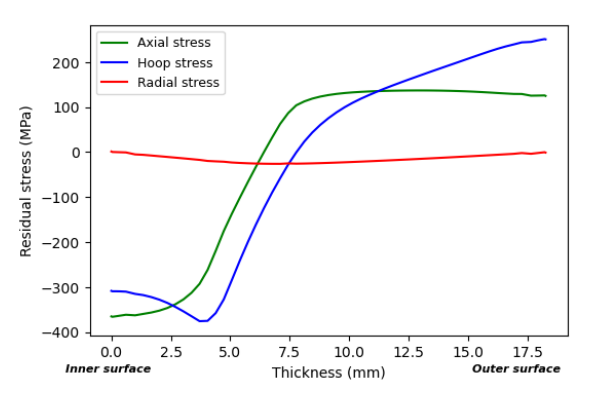 Axial stress
Hoop stress
Radial stress
Residual stress (MPa)
200
100
0
−100
−200
−300
−400
0.0 2.5 5.0 7.5 10.0 12.5 15.0 17.5
Inner surface Thickness (mm) Outer surface